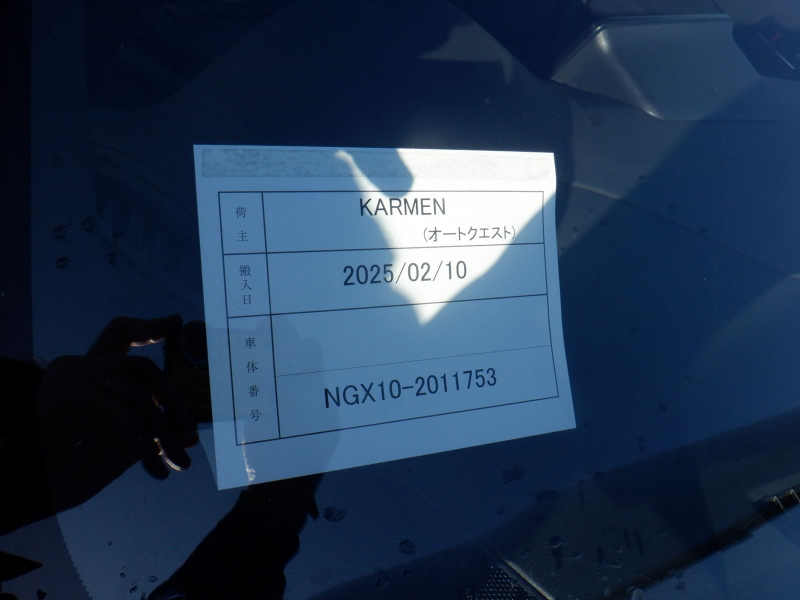 荷主 KARMEN
(オートクエスト)
搬入日 2025/02/10
車体番号 NGX10-2011753